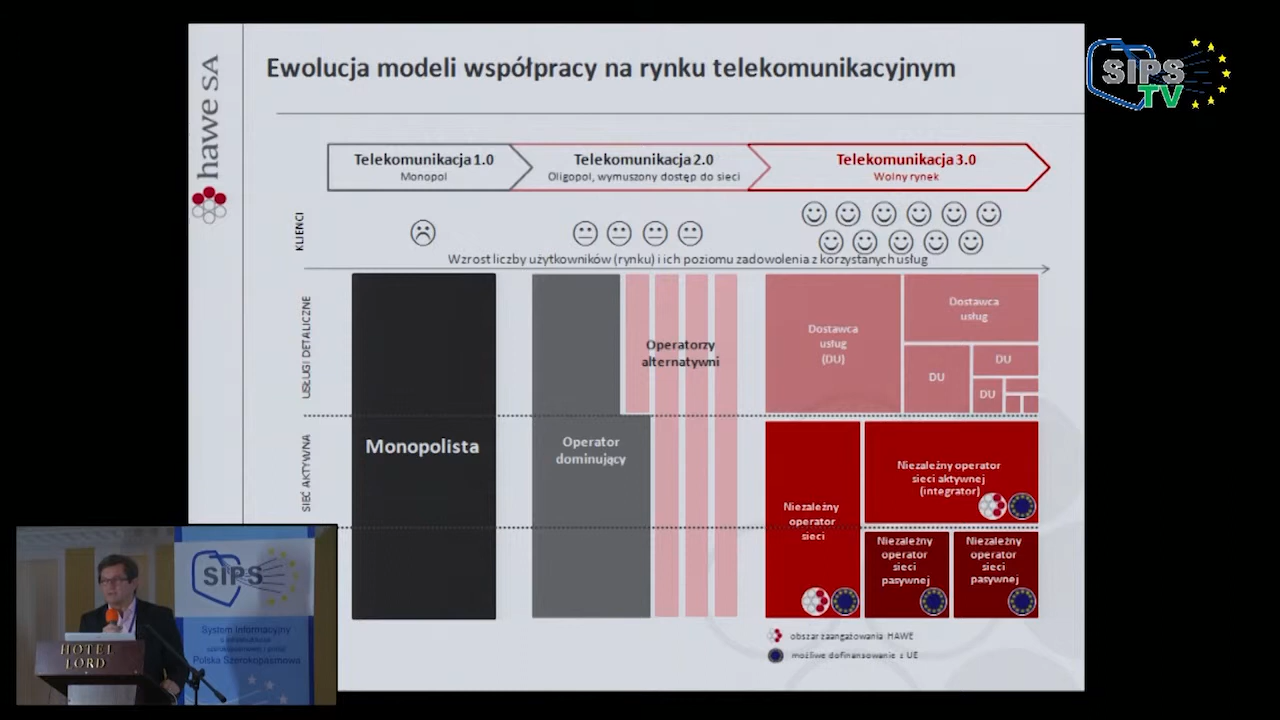 hawe SA
Ewolucja modeli współpracy na rynku telekomunikacyjnym
SIPS
TV
Telekomunikacja 1.0
Monopol
Telekomunikacja 2.0
Oligopol, wymuszony dostęp do sieci
Telekomunikacja 3.0
Wolny rynek
KLIENCI
Wzrost liczby użytkowników (rynku) i ich poziomu zadowolenia z korzystanych usług
USŁUGI DETALICZNE
SIEĆ AKTYWNA
Monopolista
Operator
dominujący
Operatorzy
alternatywni
Dostawca
usług
(DU)
Dostawca
usług
DU
DU
DU
Niezależny
operator
sieci
Niezależny operator
sieci aktywnej
(integrator)
Niezależny
operator
sieci
pasywnej
Niezależny
operator
sieci
pasywnej
obszar zaangażowania HAWE
możliwe dofinansowanie z UE
SIPS
System Informacyjny
Polska Szerokopasmowa
HOTEL
LORD